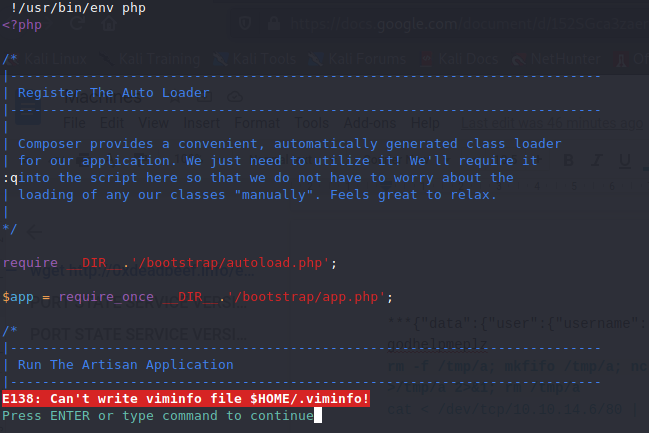 !/usr/bin/env php
<?php
/*
|--------------------------------------------------------------------------
| Register The Auto Loader
|--------------------------------------------------------------------------
|
| Composer provides a convenient, automatically generated class loader
| for our application. We just need to utilize it! We'll require it
:qinto the script here so that we do not have to worry about the
| loading of any our classes "manually". Feels great to relax.
|
*/
require __DIR__.'/bootstrap/autoload.php';
$app = require_once __DIR__.'/bootstrap/app.php';
/*
|--------------------------------------------------------------------------
| Run The Artisan Application
|--------------------------------------------------------------------------
E138: Can't write viminfo file $HOME/.viminfo!
Press ENTER or type command to continue